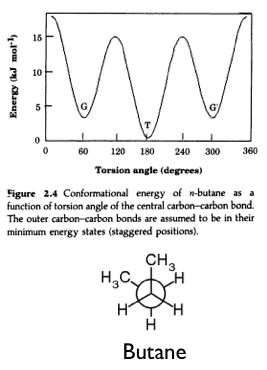 Energy (kJ mol⁻¹)
15
10
5
0
G
T
G'
0 60 120 180 240 300 360
Torsion angle (degrees)
Figure 2.4 Conformational energy of n-butane as a
function of torsion angle of the central carbon–carbon bond.
The outer carbon–carbon bonds are assumed to be in their
minimum energy states (staggered positions).
CH₃
H₃C H
H H
H
Butane